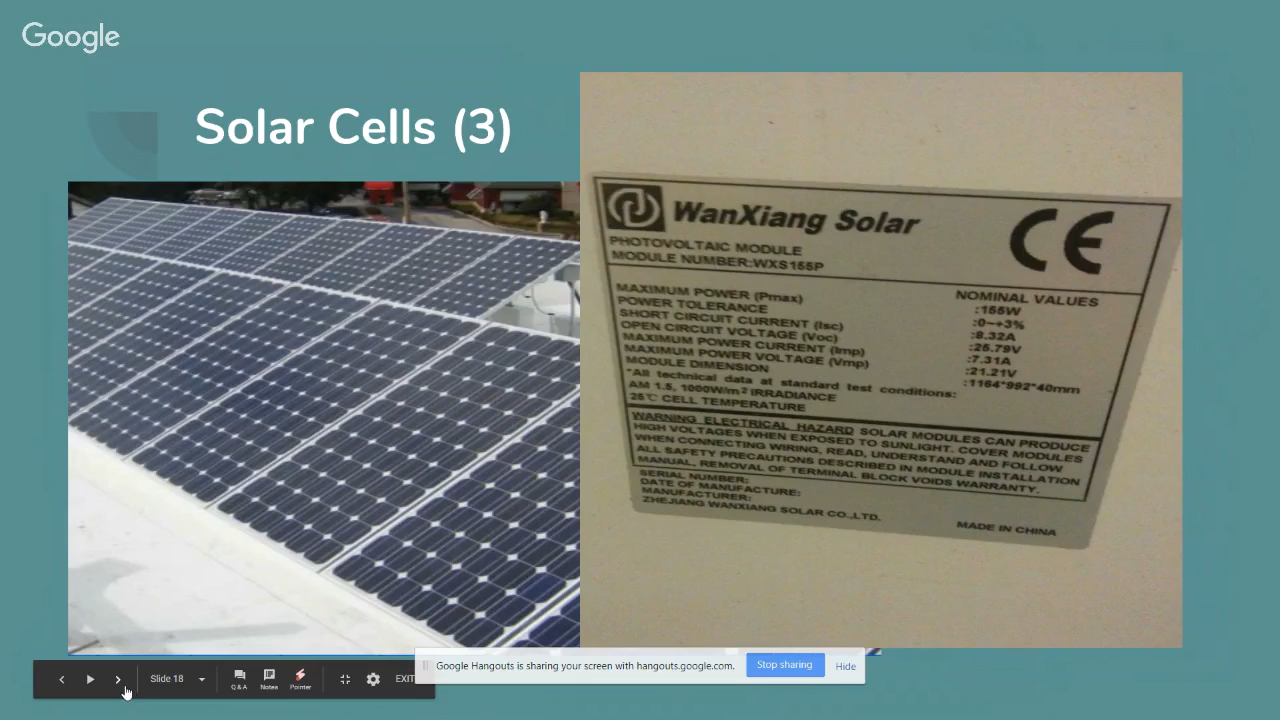 Google
Solar Cells (3)
WanXiang Solar
CE
PHOTOVOLTAIC MODULE
MODULE NUMBER:WXS155P
NOMINAL VALUES
MAXIMUM POWER (Pmax) :155W
POWER TOLERANCE :0~+3%
SHORT CIRCUIT CURRENT (Isc) :8.32A
OPEN CIRCUIT VOLTAGE (Voc) :25.79V
MAXIMUM POWER CURRENT (Imp) :7.31A
MAXIMUM POWER VOLTAGE (Vmp) :21.21V
MODULE DIMENSION :1164*992*40mm
*All technical data at standard test conditions:
AM 1.5, 1000W/m² IRRADIANCE
25℃ CELL TEMPERATURE
WARNING ELECTRICAL HAZARD SOLAR MODULES CAN PRODUCE
HIGH VOLTAGES WHEN EXPOSED TO SUNLIGHT. COVER MODULES
WHEN CONNECTING WIRING, READ, UNDERSTAND AND FOLLOW
ALL SAFETY PRECAUTIONS DESCRIBED IN MODULE INSTALLATION
MANUAL, REMOVAL OF TERMINAL BLOCK VOIDS WARRANTY.
SERIAL NUMBER:
DATE OF MANUFACTURE:
MANUFACTURER:
ZHEJIANG WANXIANG SOLAR CO.,LTD.
MADE IN CHINA
Google Hangouts is sharing your screen with hangouts.google.com.
Stop sharing
Hide
Slide 18
Q & A
Notes
Pointer
EXIT